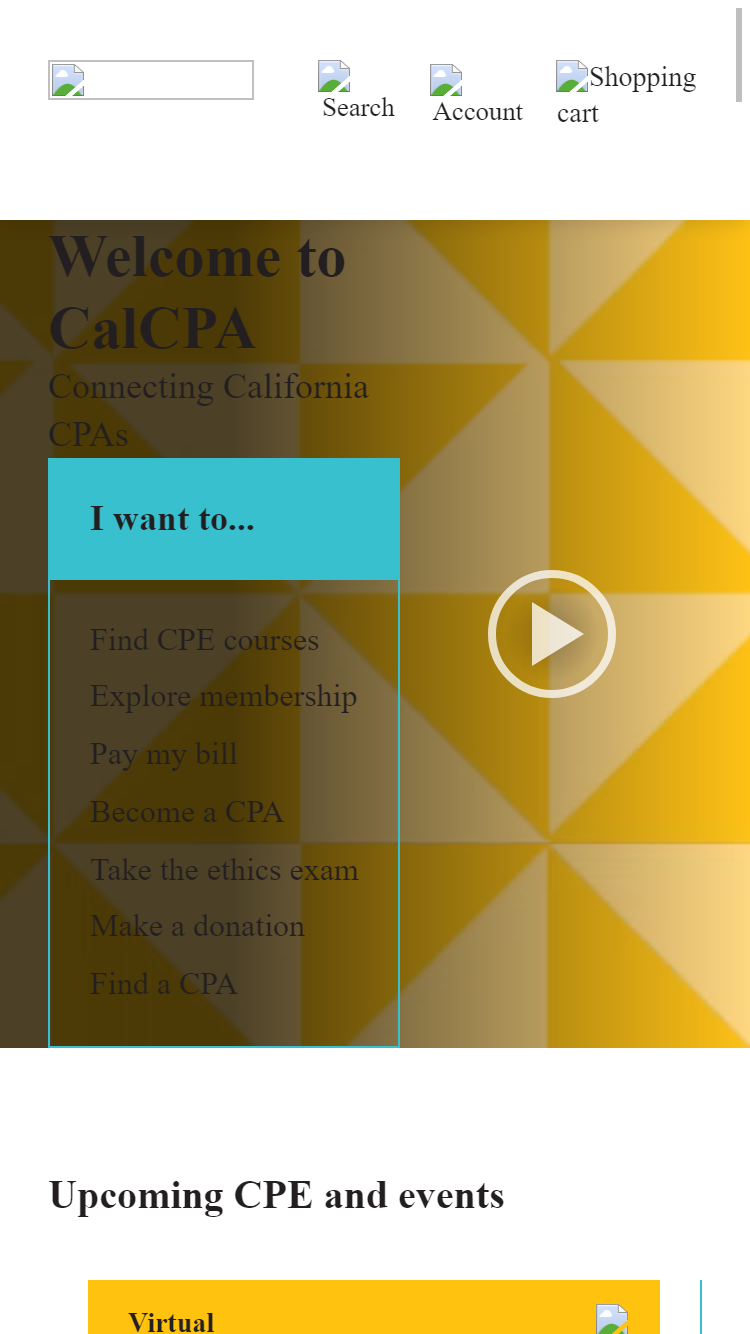 Search
Account
Shopping
cart
Welcome to
CalCPA
Connecting California
CPAs
I want to...
Find CPE courses
Explore membership
Pay my bill
Become a CPA
Take the ethics exam
Make a donation
Find a CPA
Upcoming CPE and events
Virtual